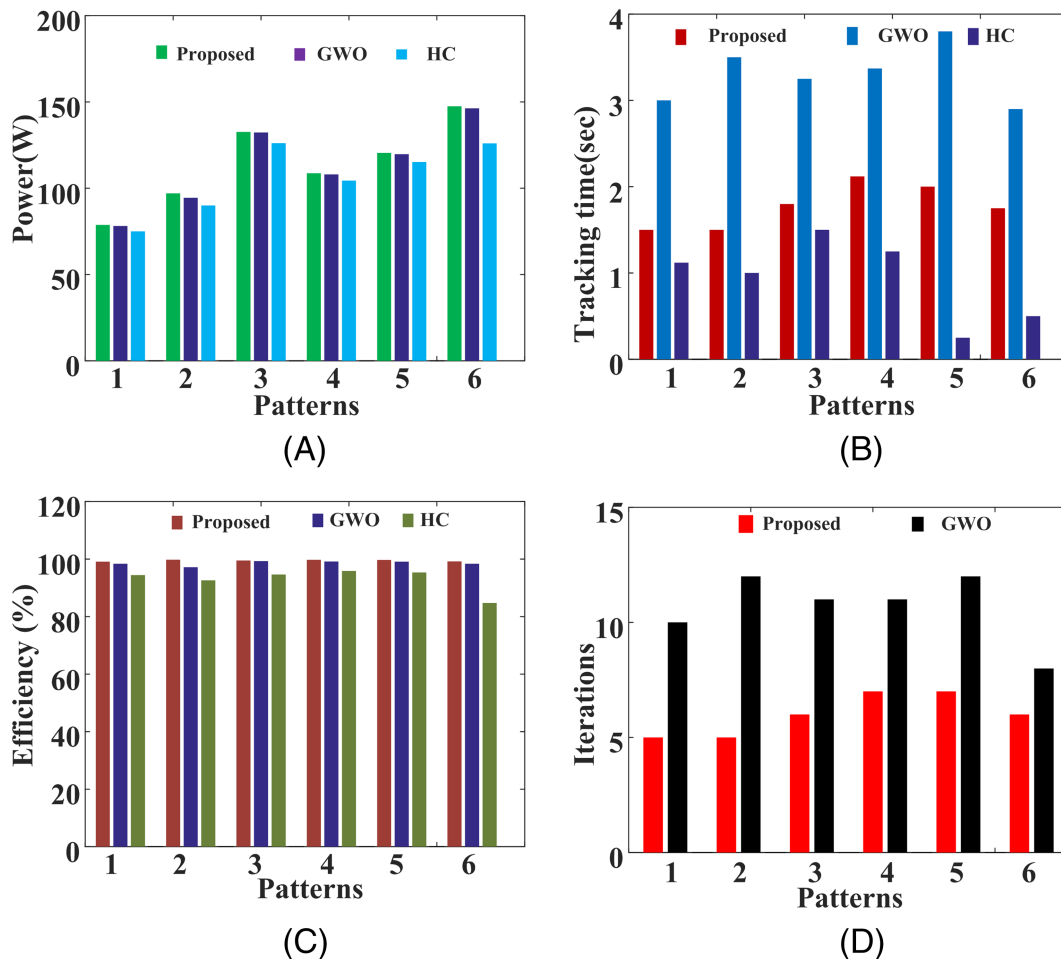 200
150
100
50
0
Power(W)
Proposed GWO HC
1 2 3 4 5 6
Patterns
(A)
4
3
2
1
0
Tracking time(sec)
Proposed GWO HC
1 2 3 4 5 6
Patterns
(B)
120
100
80
60
40
20
0
Efficiency (%)
Proposed GWO HC
1 2 3 4 5 6
Patterns
(C)
15
10
5
0
Iterations
Proposed GWO
1 2 3 4 5 6
Patterns
(D)